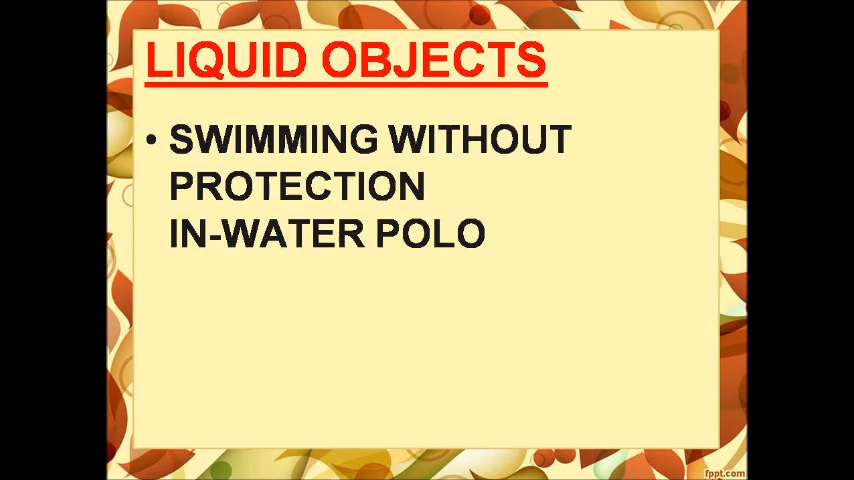 LIQUID OBJECTS
• SWIMMING WITHOUT
PROTECTION
IN-WATER POLO
fppt.com